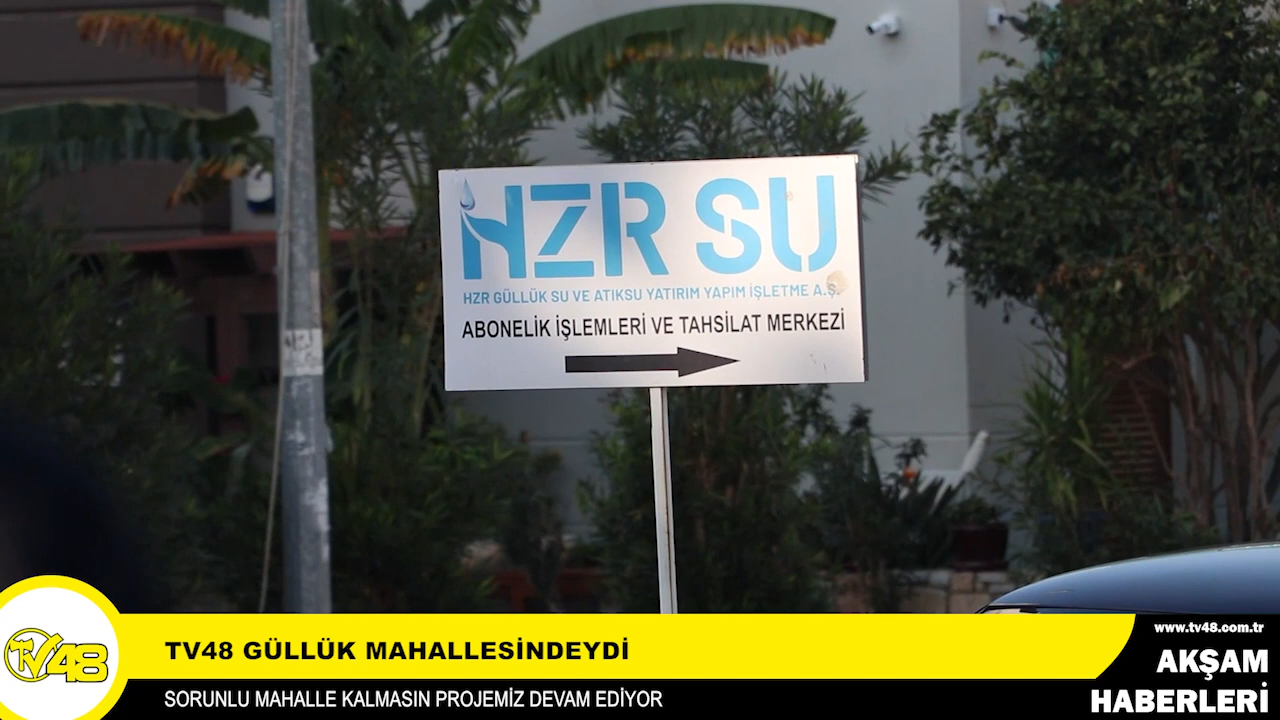 HZR SU
HZR GÜLLÜK SU VE ATIKSU YATIRIM YAPIM İŞLETME A.Ş.
ABONELİK İŞLEMLERİ VE TAHSİLAT MERKEZİ
TV48
TV48 GÜLLÜK MAHALLESİNDEYDİ
SORUNLU MAHALLE KALMASIN PROJEMİZ DEVAM EDİYOR
www.tv48.com.tr
AKŞAM
HABERLERİ